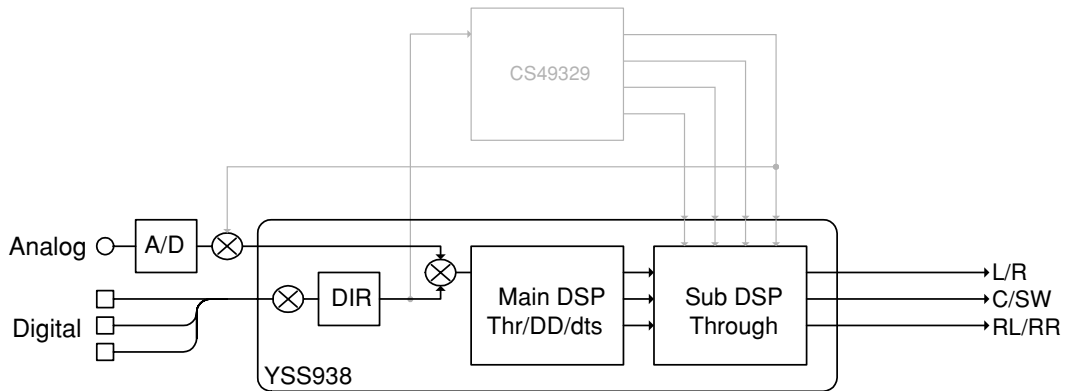 CS49329
Analog
A/D
L/R
DIR
Main DSP
Thr/DD/dts
Sub DSP
Through
C/SW
Digital
RL/RR
YSS938